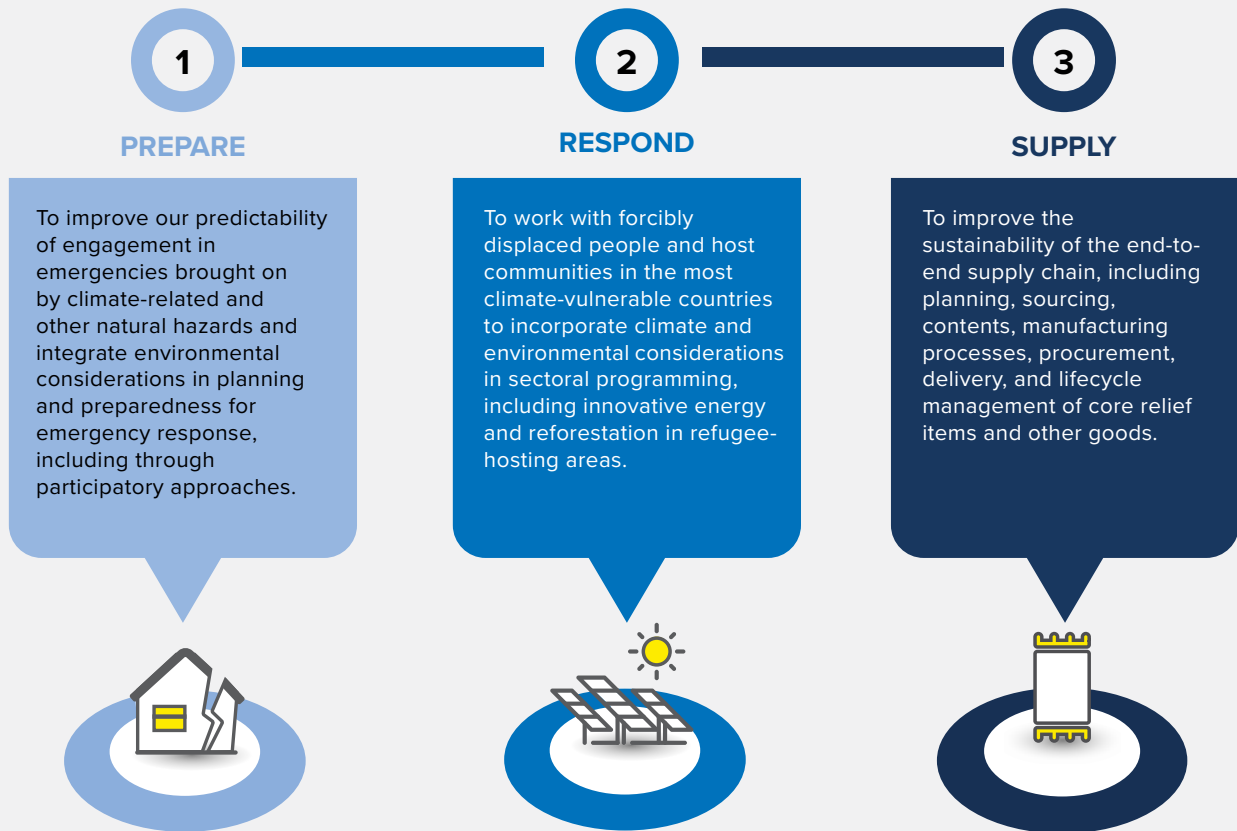 1
PREPARE
To improve our predictability
of engagement in
emergencies brought on
by climate-related and
other natural hazards and
integrate environmental
considerations in planning
and preparedness for
emergency response,
including through
participatory approaches.
2
RESPOND
To work with forcibly
displaced people and host
communities in the most
climate-vulnerable countries
to incorporate climate and
environmental considerations
in sectoral programming,
including innovative energy
and reforestation in refugee-
hosting areas.
3
SUPPLY
To improve the
sustainability of the end-to-
end supply chain, including
planning, sourcing,
contents, manufacturing
processes, procurement,
delivery, and lifecycle
management of core relief
items and other goods.